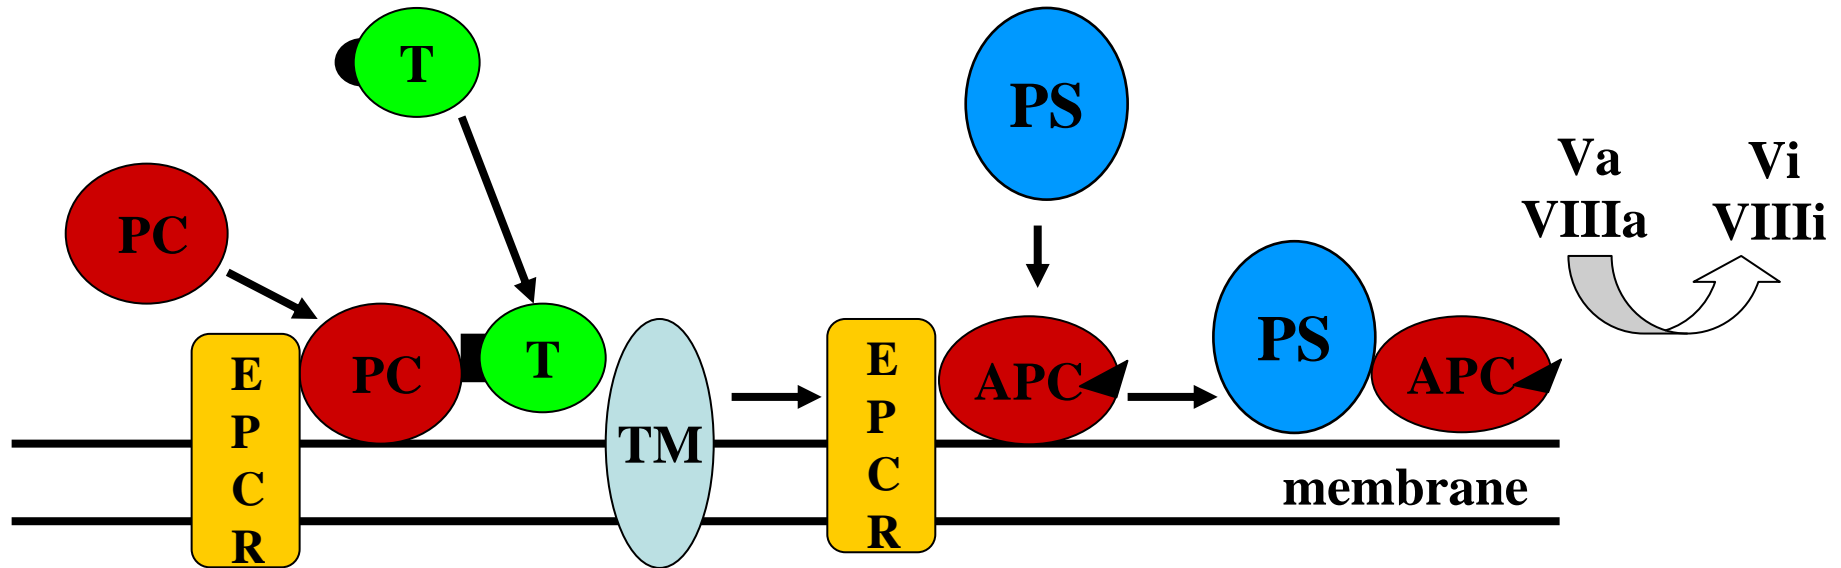 T
PS
Va Vi
VIIIa VIIIi
PC
E
P
C
R
PC
T
TM
E
P
C
R
APC
PS
APC
membrane